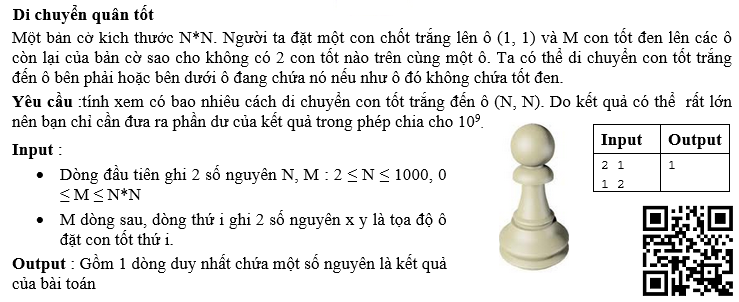 Di chuyển quân tốt
Một bàn cờ kích thước N*N. Người ta đặt một con chốt trắng lên ô (1, 1) và M con tốt đen lên các ô
còn lại của bàn cờ sao cho không có 2 con tốt nào trên cùng một ô. Ta có thể di chuyển con tốt trắng
đến ô bên phải hoặc bên dưới ô đang chứa nó nếu như ô đó không chứa tốt đen.
Yêu cầu :tính xem có bao nhiêu cách di chuyển con tốt trắng đến ô (N, N). Do kết quả có thể rất lớn
nên bạn chỉ cần đưa ra phần dư của kết quả trong phép chia cho 10⁹.
Input :
• Dòng đầu tiên ghi 2 số nguyên N, M : 2 ≤ N ≤ 1000, 0
≤ M ≤ N*N
• M dòng sau, dòng thứ i ghi 2 số nguyên x y là tọa độ ô
đặt con tốt thứ i.
Output : Gồm 1 dòng duy nhất chứa một số nguyên là kết quả
của bài toán
Input Output
2 1 1
1 2